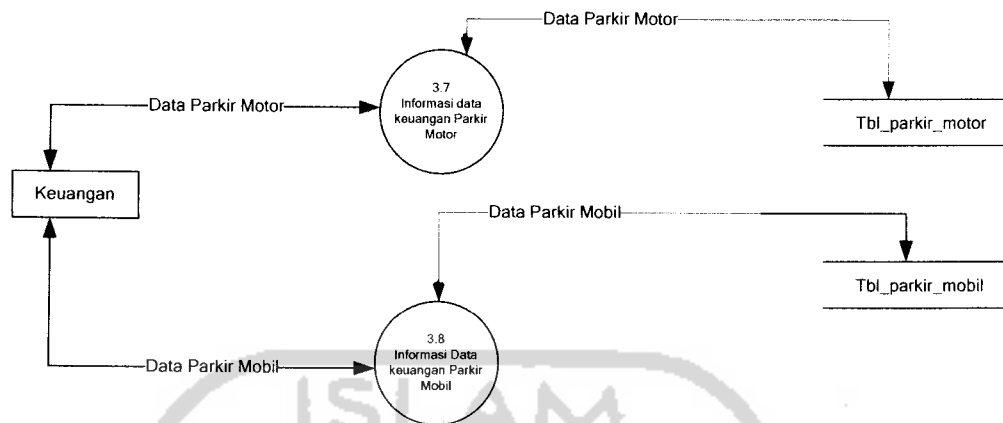 Data Parkir Motor
3.7
Informasi data
keuangan Parkir
Motor
Data Parkir Motor
Tbl_parkir_motor
Keuangan
Data Parkir Mobil
Tbl_parkir_mobil
3.8
Informasi Data
keuangan Parkir
Mobil
Data Parkir Mobil
ISLAM